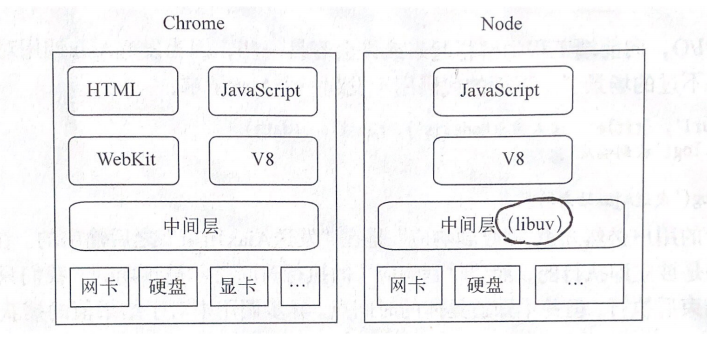 Chrome
HTML
JavaScript
WebKit
V8
中间层
网卡
硬盘
显卡
…
Node
JavaScript
V8
中间层 (libuv)
网卡
硬盘
…